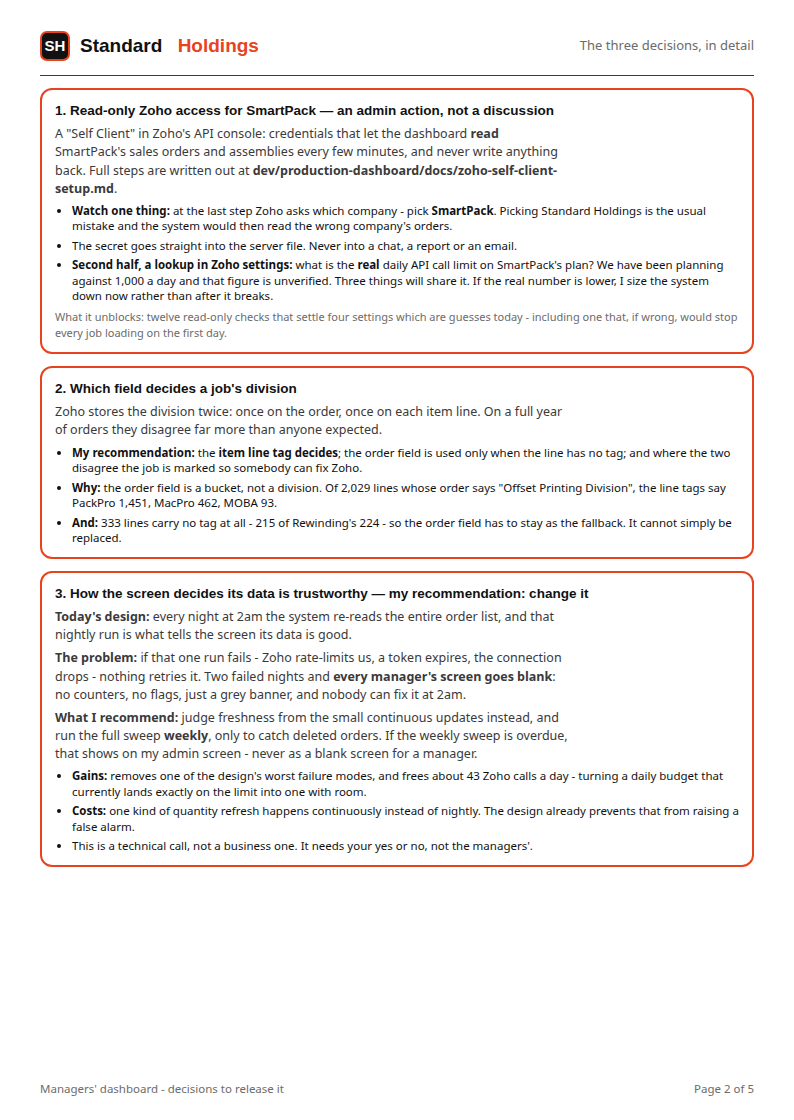 SH Standard Holdings The three decisions, in detail
1. Read-only Zoho access for SmartPack — an admin action, not a discussion
A "Self Client" in Zoho's API console: credentials that let the dashboard read
SmartPack's sales orders and assemblies every few minutes, and never write anything
back. Full steps are written out at dev/production-dashboard/docs/zoho-self-client-
setup.md.
• Watch one thing: at the last step Zoho asks which company - pick SmartPack. Picking Standard Holdings is the usual
mistake and the system would then read the wrong company's orders.
• The secret goes straight into the server file. Never into a chat, a report or an email.
• Second half, a lookup in Zoho settings: what is the real daily API call limit on SmartPack's plan? We have been planning
against 1,000 a day and that figure is unverified. Three things will share it. If the real number is lower, I size the system
down now rather than after it breaks.
What it unblocks: twelve read-only checks that settle four settings which are guesses today - including one that, if wrong, would stop
every job loading on the first day.
2. Which field decides a job's division
Zoho stores the division twice: once on the order, once on each item line. On a full year
of orders they disagree far more than anyone expected.
• My recommendation: the item line tag decides; the order field is used only when the line has no tag; and where the two
disagree the job is marked so somebody can fix Zoho.
• Why: the order field is a bucket, not a division. Of 2,029 lines whose order says "Offset Printing Division", the line tags say
PackPro 1,451, MacPro 462, MOBA 93.
• And: 333 lines carry no tag at all - 215 of Rewinding's 224 - so the order field has to stay as the fallback. It cannot simply be
replaced.
3. How the screen decides its data is trustworthy — my recommendation: change it
Today's design: every night at 2am the system re-reads the entire order list, and that
nightly run is what tells the screen its data is good.
The problem: if that one run fails - Zoho rate-limits us, a token expires, the connection
drops - nothing retries it. Two failed nights and every manager's screen goes blank:
no counters, no flags, just a grey banner, and nobody can fix it at 2am.
What I recommend: judge freshness from the small continuous updates instead, and
run the full sweep weekly, only to catch deleted orders. If the weekly sweep is overdue,
that shows on my admin screen - never as a blank screen for a manager.
• Gains: removes one of the design's worst failure modes, and frees about 43 Zoho calls a day - turning a daily budget that
currently lands exactly on the limit into one with room.
• Costs: one kind of quantity refresh happens continuously instead of nightly. The design already prevents that from raising a
false alarm.
• This is a technical call, not a business one. It needs your yes or no, not the managers'.
Managers' dashboard - decisions to release it Page 2 of 5